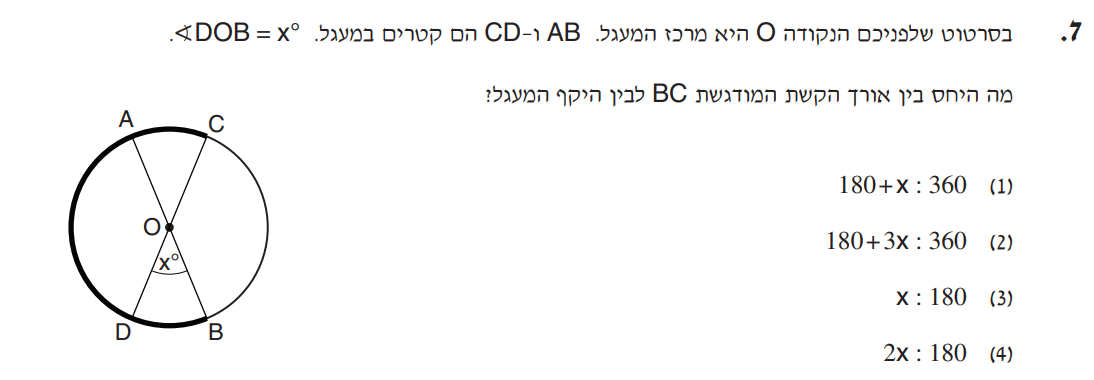 7. בסרטוט שלפניכם הנקודה O היא מרכז המעגל. AB ו-CD הם קטרים במעגל. ∢DOB = x°.
מה היחס בין אורך הקשת המודגשת BC לבין היקף המעגל?
(1) 180+x : 360
(2) 180+3x : 360
(3) x : 180
(4) 2x : 180
A C
O
x°
D B